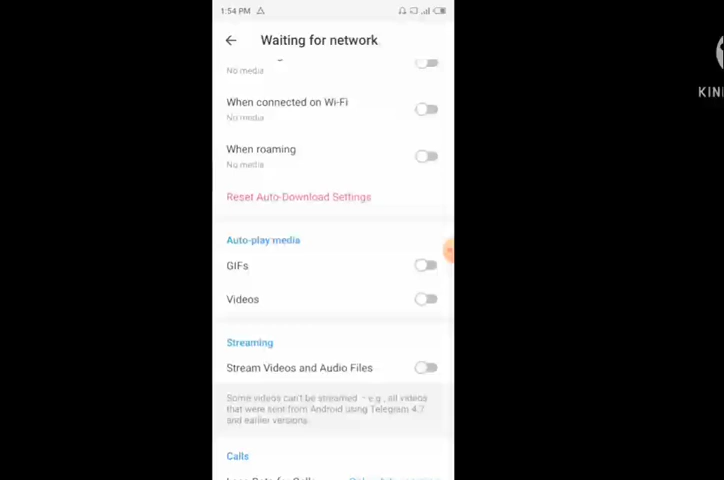 1:54 PM
Waiting for network
No media
When connected on Wi-Fi
No media
When roaming
No media
Reset Auto-Download Settings
Auto-play media
GIFs
Videos
Streaming
Stream Videos and Audio Files
Some videos can't be streamed - e.g., all videos
that were sent from Android using Telegram 4.7
and earlier versions.
Calls
KIN